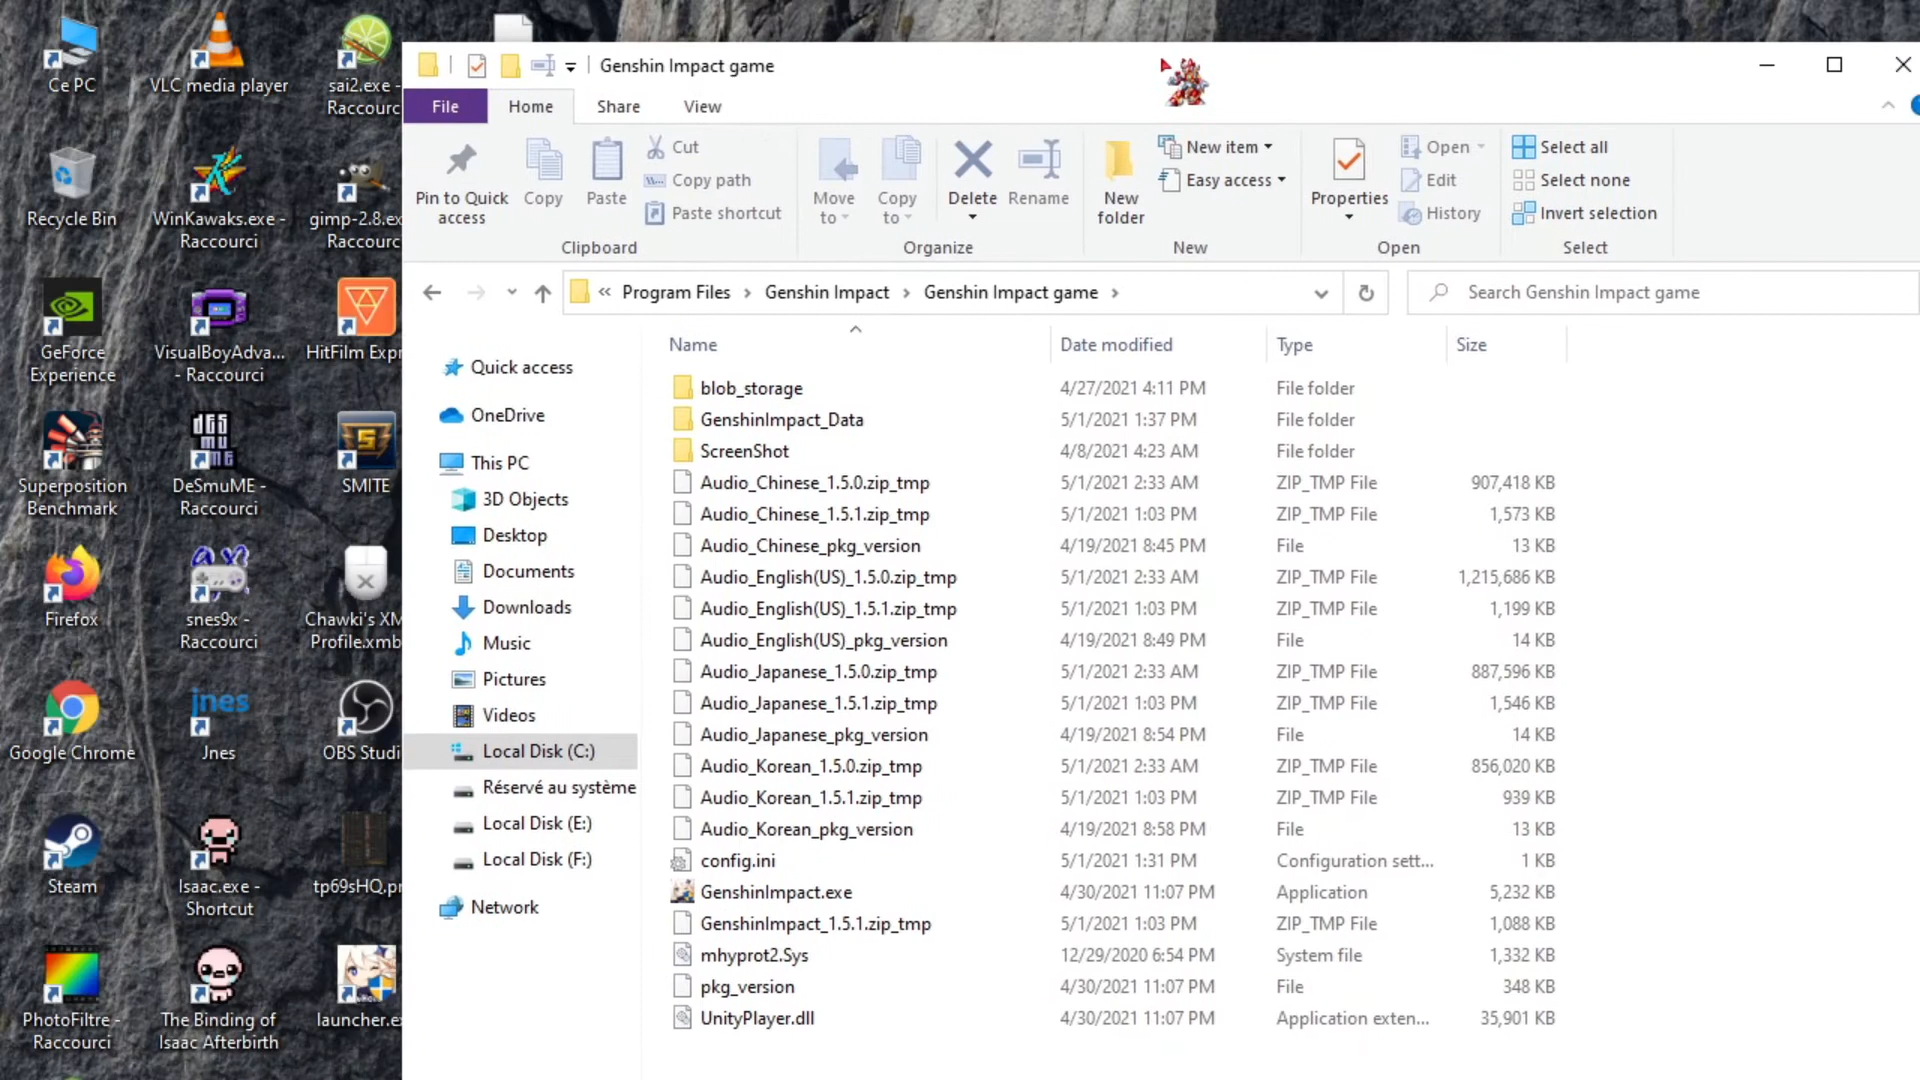 Ce PC
VLC media player
sai2.exe -
Raccourc
Recycle Bin
WinKawaks.exe -
Raccourci
gimp-2.8.ex
Raccourc
GeForce
Experience
VisualBoyAdva...
- Raccourci
HitFilm Expr
Superposition
Benchmark
DeSmuME -
Raccourci
SMITE
Firefox
snes9x -
Raccourci
Chawki's XM
Profile.xmb
Google Chrome
jnes
Jnes
OBS Studi
Steam
Isaac.exe -
Shortcut
tp69sHQ.pr
PhotoFiltre -
Raccourci
The Binding of
Isaac Afterbirth
launcher.ex
Genshin Impact game
File Home Share View
Pin to Quick
access
Copy
Paste
Cut
Copy path
Paste shortcut
Clipboard
Move
to
Copy
to
Delete
Rename
Organize
New
folder
New item
Easy access
New
Properties
Open
Edit
History
Open
Select all
Select none
Invert selection
Select
« Program Files › Genshin Impact › Genshin Impact game ›
Search Genshin Impact game
Quick access
OneDrive
This PC
3D Objects
Desktop
Documents
Downloads
Music
Pictures
Videos
Local Disk (C:)
Réservé au système
Local Disk (E:)
Local Disk (F:)
Network
Name Date modified Type Size
blob_storage 4/27/2021 4:11 PM File folder
GenshinImpact_Data 5/1/2021 1:37 PM File folder
ScreenShot 4/8/2021 4:23 AM File folder
Audio_Chinese_1.5.0.zip_tmp 5/1/2021 2:33 AM ZIP_TMP File 907,418 KB
Audio_Chinese_1.5.1.zip_tmp 5/1/2021 1:03 PM ZIP_TMP File 1,573 KB
Audio_Chinese_pkg_version 4/19/2021 8:45 PM File 13 KB
Audio_English(US)_1.5.0.zip_tmp 5/1/2021 2:33 AM ZIP_TMP File 1,215,686 KB
Audio_English(US)_1.5.1.zip_tmp 5/1/2021 1:03 PM ZIP_TMP File 1,199 KB
Audio_English(US)_pkg_version 4/19/2021 8:49 PM File 14 KB
Audio_Japanese_1.5.0.zip_tmp 5/1/2021 2:33 AM ZIP_TMP File 887,596 KB
Audio_Japanese_1.5.1.zip_tmp 5/1/2021 1:03 PM ZIP_TMP File 1,546 KB
Audio_Japanese_pkg_version 4/19/2021 8:54 PM File 14 KB
Audio_Korean_1.5.0.zip_tmp 5/1/2021 2:33 AM ZIP_TMP File 856,020 KB
Audio_Korean_1.5.1.zip_tmp 5/1/2021 1:03 PM ZIP_TMP File 939 KB
Audio_Korean_pkg_version 4/19/2021 8:58 PM File 13 KB
config.ini 5/1/2021 1:31 PM Configuration sett... 1 KB
GenshinImpact.exe 4/30/2021 11:07 PM Application 5,232 KB
GenshinImpact_1.5.1.zip_tmp 5/1/2021 1:03 PM ZIP_TMP File 1,088 KB
mhyprot2.Sys 12/29/2020 6:54 PM System file 1,332 KB
pkg_version 4/30/2021 11:07 PM File 348 KB
UnityPlayer.dll 4/30/2021 11:07 PM Application exten... 35,901 KB